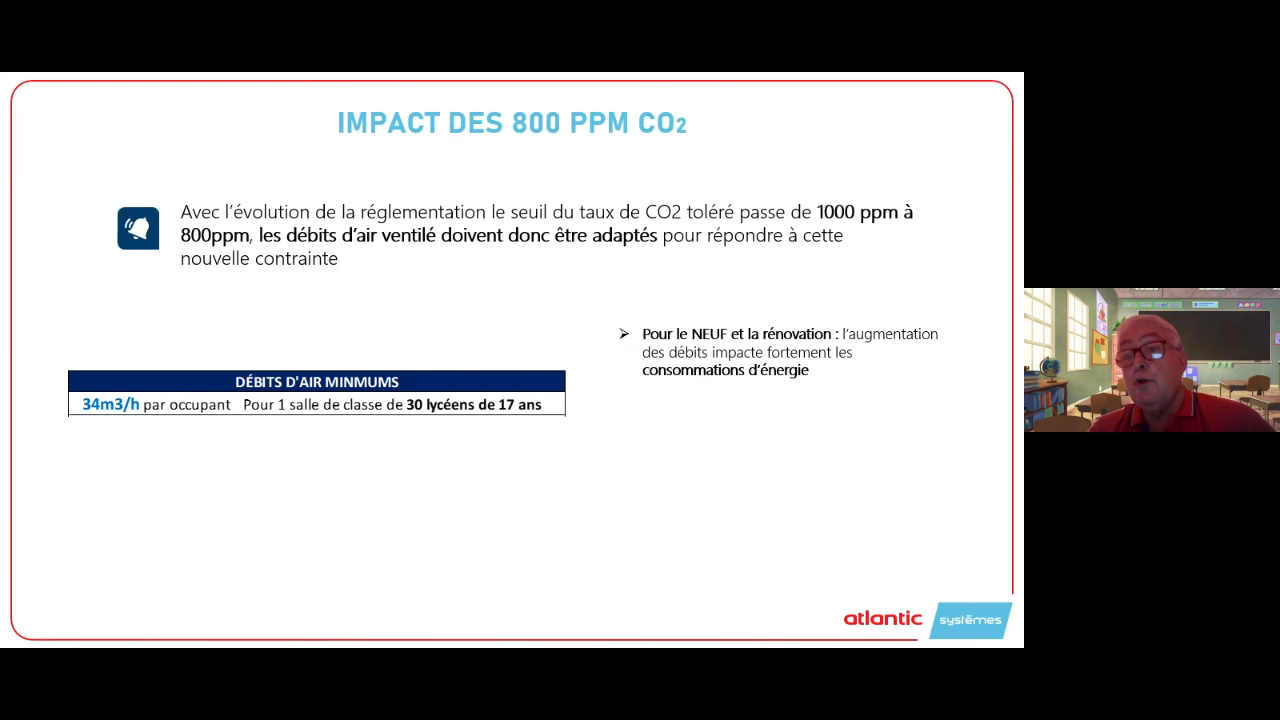 IMPACT DES 800 PPM CO2
Avec l’évolution de la réglementation le seuil du taux de CO2 toléré passe de 1000 ppm à
800ppm, les débits d’air ventilé doivent donc être adaptés pour répondre à cette
nouvelle contrainte
➢ Pour le NEUF et la rénovation : l’augmentation
des débits impacte fortement les
consommations d’énergie
DÉBITS D'AIR MINMUMS
34m3/h par occupant Pour 1 salle de classe de 30 lycéens de 17 ans
atlantic
systèmes